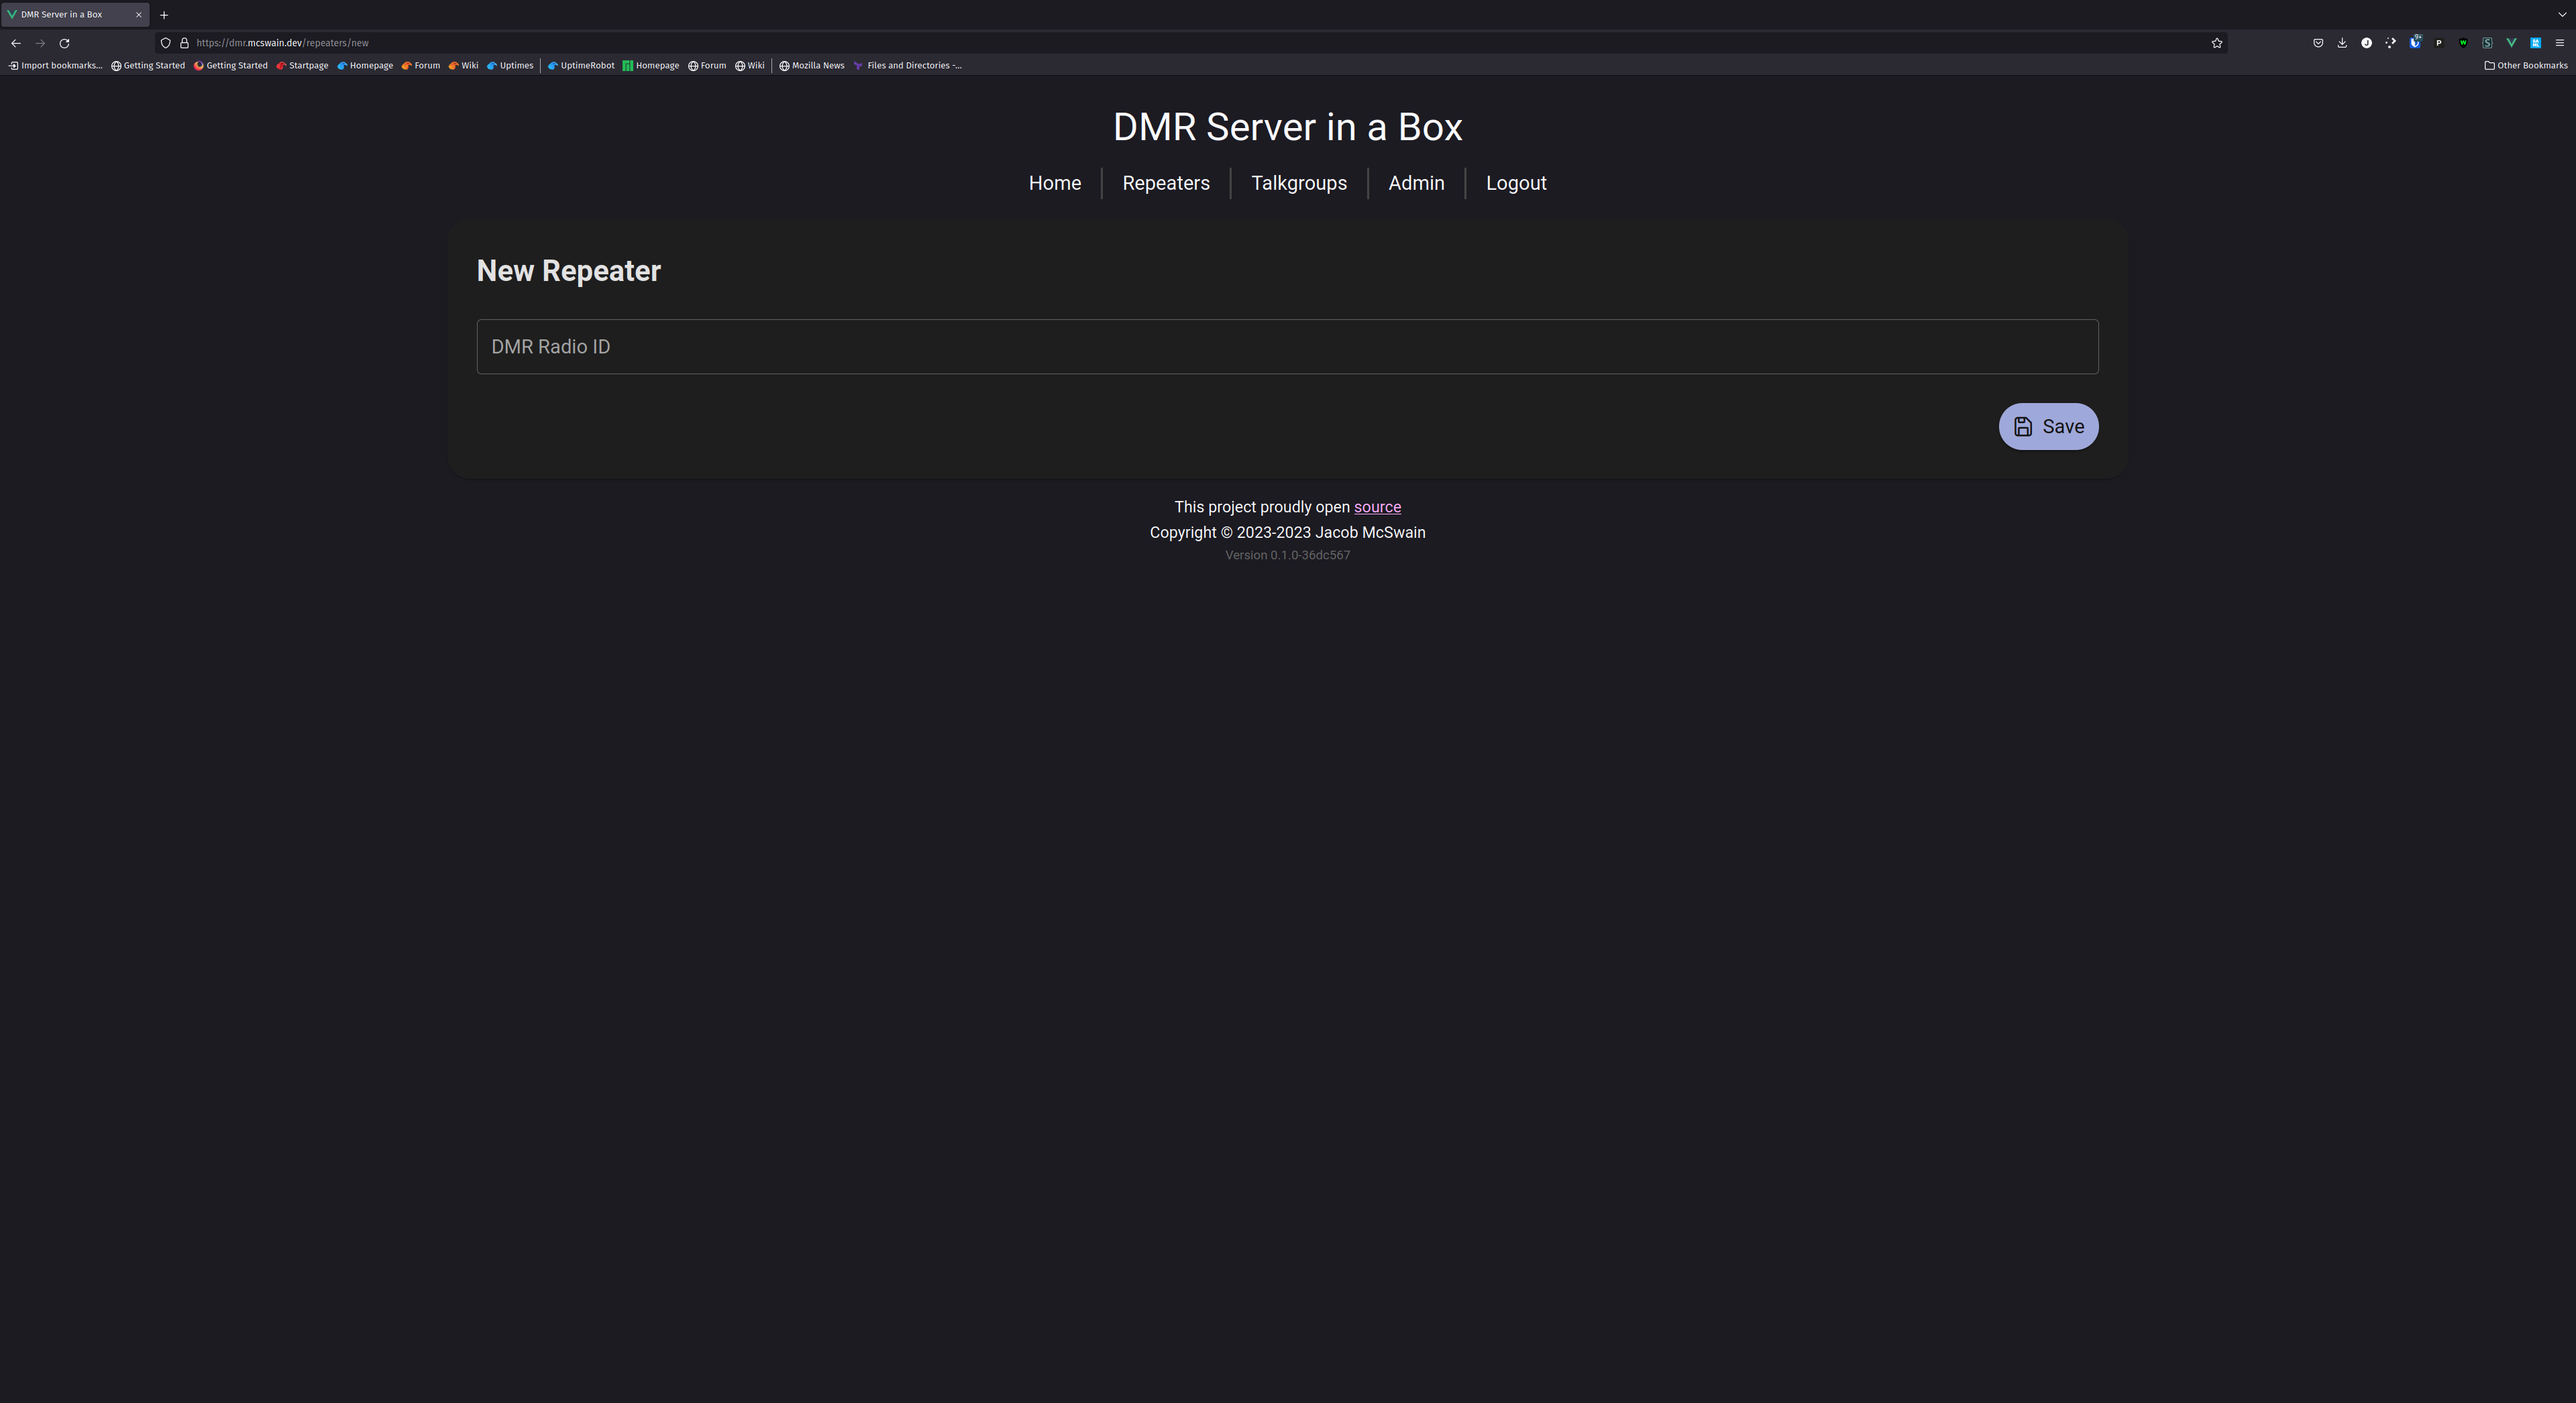 DMR Server in a Box
https://dmr.mcswain.dev/repeaters/new
Import bookmarks... Getting Started Getting Started Startpage Homepage Forum Wiki Uptimes UptimeRobot Homepage Forum Wiki Mozilla News Files and Directories -... Other Bookmarks
DMR Server in a Box
Home Repeaters Talkgroups Admin Logout
New Repeater
DMR Radio ID
Save
This project proudly open source
Copyright © 2023-2023 Jacob McSwain
Version 0.1.0-36dc567